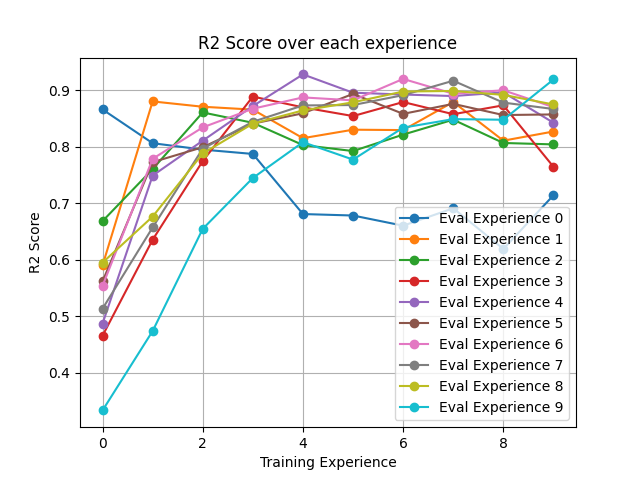 R2 Score over each experience
R2 Score
0.9
0.8
0.7
0.6
0.5
0.4
0
2
4
6
8
Training Experience
Eval Experience 0
Eval Experience 1
Eval Experience 2
Eval Experience 3
Eval Experience 4
Eval Experience 5
Eval Experience 6
Eval Experience 7
Eval Experience 8
Eval Experience 9